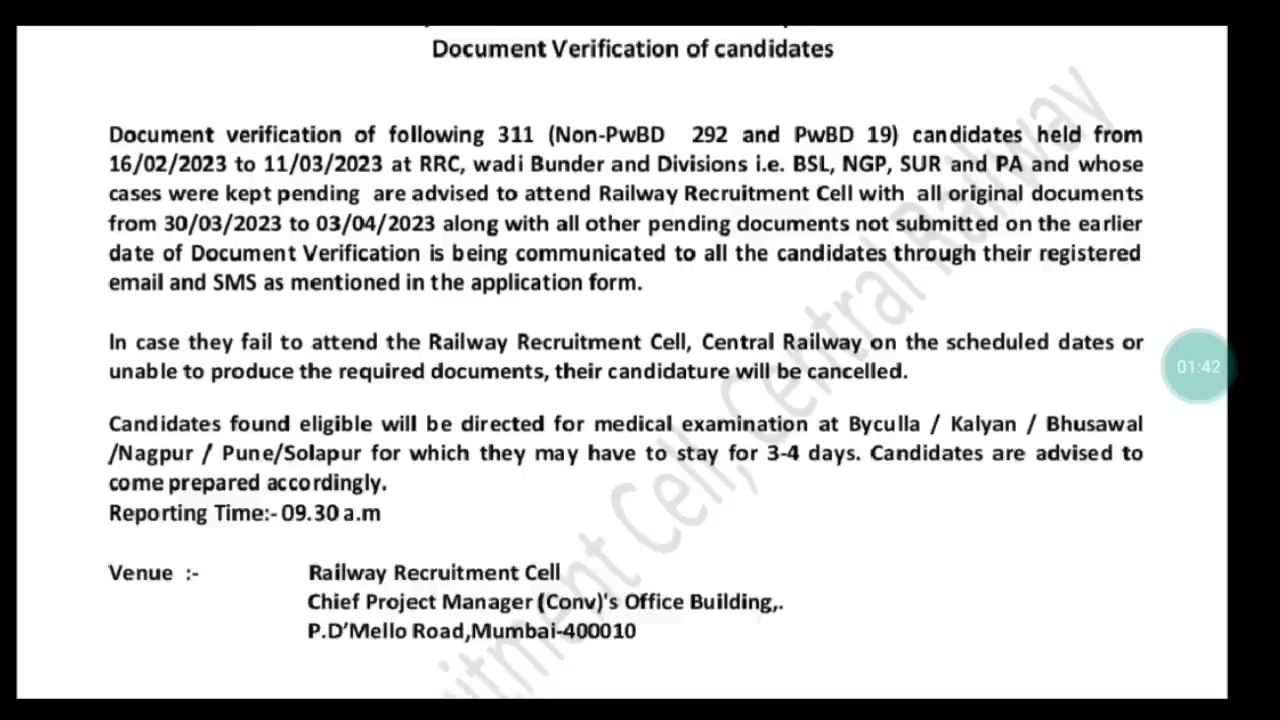 Document Verification of candidates
Document verification of following 311 (Non-PwBD 292 and PwBD 19) candidates held from
16/02/2023 to 11/03/2023 at RRC, wadi Bunder and Divisions i.e. BSL, NGP, SUR and PA and whose
cases were kept pending are advised to attend Railway Recruitment Cell with all original documents
from 30/03/2023 to 03/04/2023 along with all other pending documents not submitted on the earlier
date of Document Verification is being communicated to all the candidates through their registered
email and SMS as mentioned in the application form.
In case they fail to attend the Railway Recruitment Cell, Central Railway on the scheduled dates or
unable to produce the required documents, their candidature will be cancelled.
01:42
Candidates found eligible will be directed for medical examination at Byculla / Kalyan / Bhusawal
/Nagpur / Pune/Solapur for which they may have to stay for 3-4 days. Candidates are advised to
come prepared accordingly.
Reporting Time:- 09.30 a.m
Venue :- Railway Recruitment Cell
Chief Project Manager (Conv)'s Office Building,.
P.D'Mello Road,Mumbai-400010
itment Cell, Central Railway